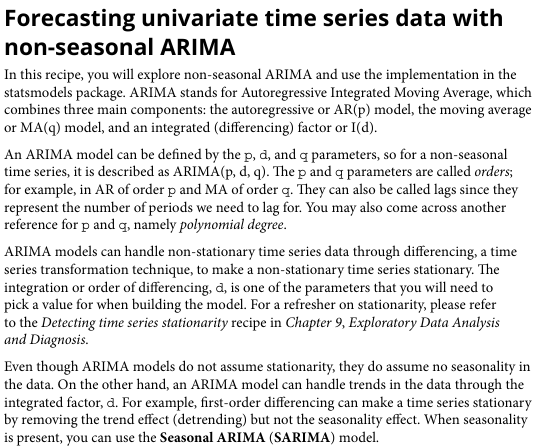 Forecasting univariate time series data with
non-seasonal ARIMA
In this recipe, you will explore non-seasonal ARIMA and use the implementation in the
statsmodels package. ARIMA stands for Autoregressive Integrated Moving Average, which
combines three main components: the autoregressive or AR(p) model, the moving average
or MA(q) model, and an integrated (differencing) factor or I(d).
An ARIMA model can be defined by the p, d, and q parameters, so for a non-seasonal
time series, it is described as ARIMA(p, d, q). The p and q parameters are called orders;
for example, in AR of order p and MA of order q. They can also be called lags since they
represent the number of periods we need to lag for. You may also come across another
reference for p and q, namely polynomial degree.
ARIMA models can handle non-stationary time series data through differencing, a time
series transformation technique, to make a non-stationary time series stationary. The
integration or order of differencing, d, is one of the parameters that you will need to
pick a value for when building the model. For a refresher on stationarity, please refer
to the Detecting time series stationarity recipe in Chapter 9, Exploratory Data Analysis
and Diagnosis.
Even though ARIMA models do not assume stationarity, they do assume no seasonality in
the data. On the other hand, an ARIMA model can handle trends in the data through the
integrated factor, d. For example, first-order differencing can make a time series stationary
by removing the trend effect (detrending) but not the seasonality effect. When seasonality
is present, you can use the Seasonal ARIMA (SARIMA) model.